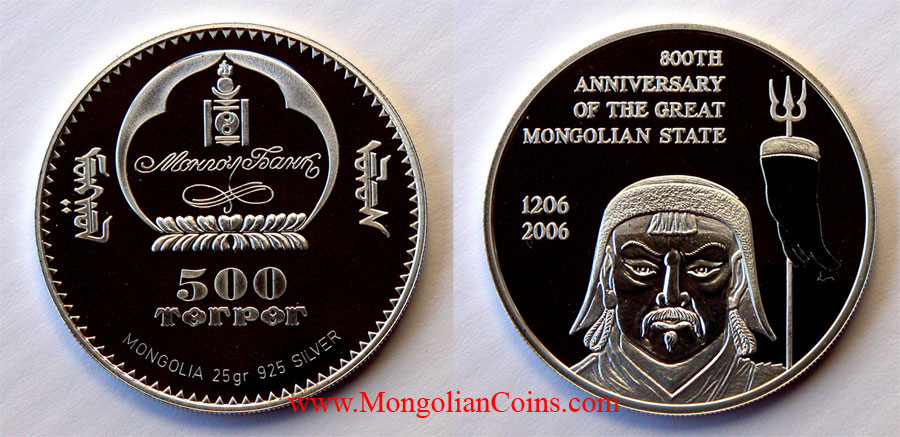 Монгол Банк
500
ТӨГРӨГ
MONGOLIA 25gr 925 SILVER
800TH
ANNIVERSARY
OF THE GREAT
MONGOLIAN STATE
1206
2006
www.MongolianCoins.com